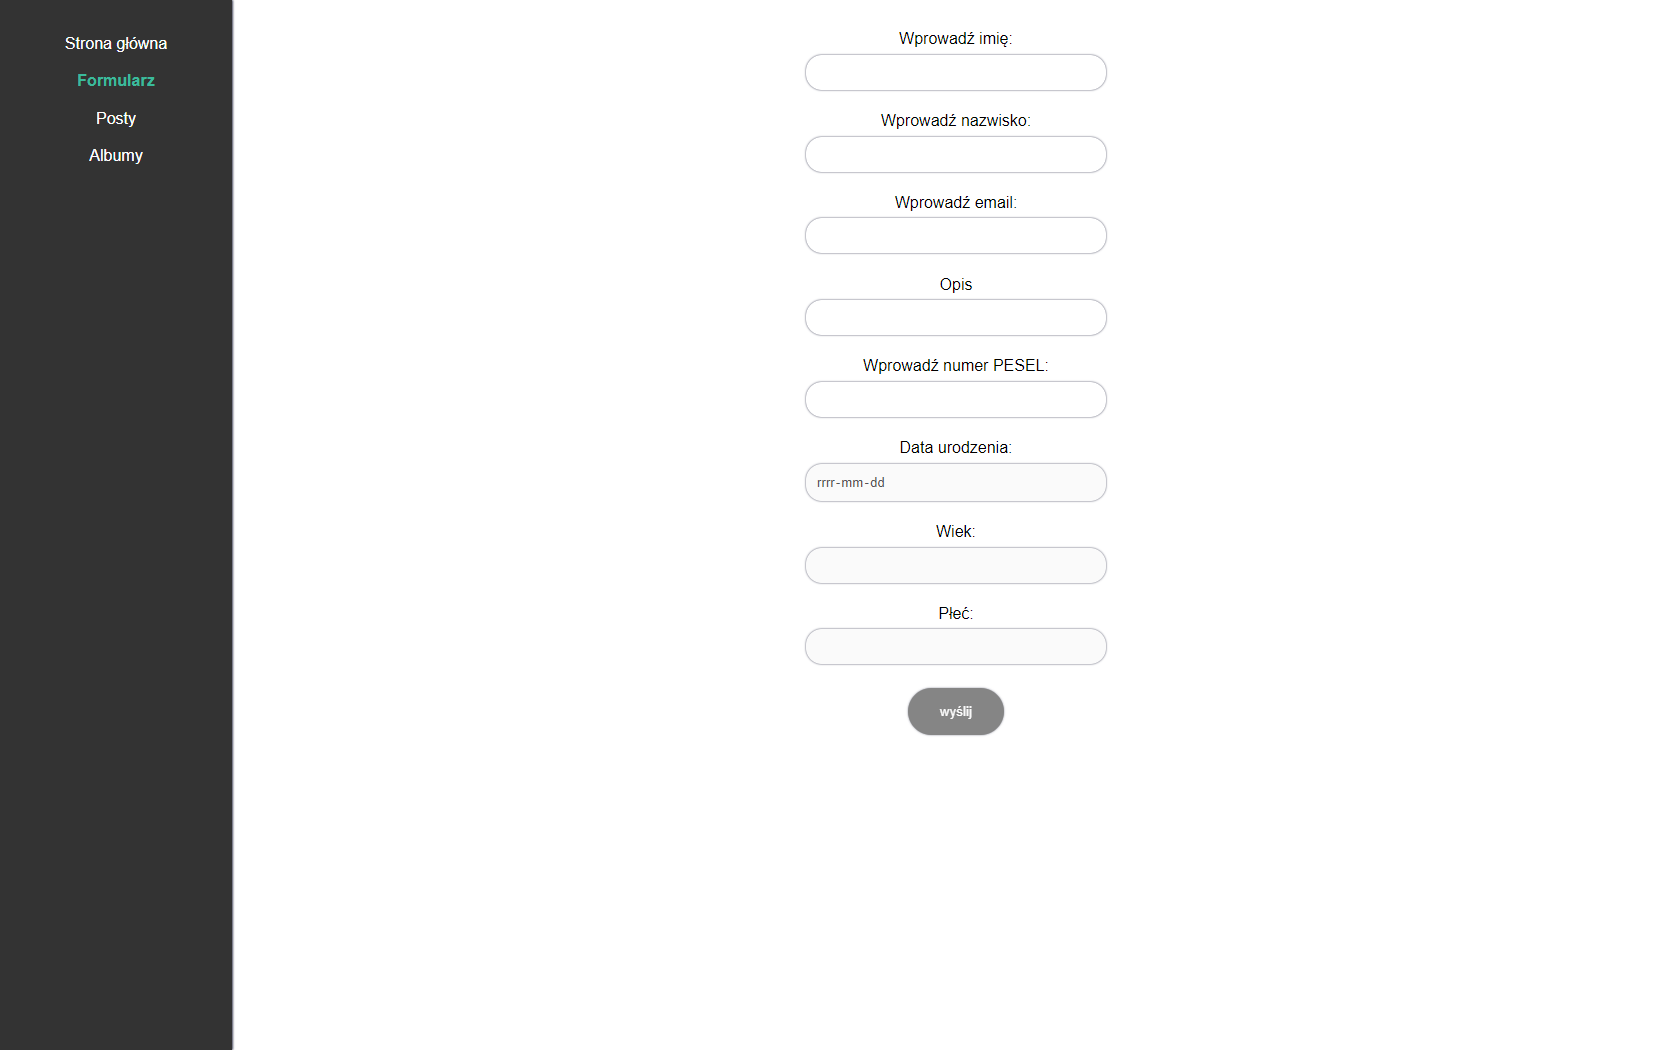 Strona główna
Formularz
Posty
Albumy
Wprowadź imię:
Wprowadź nazwisko:
Wprowadź email:
Opis
Wprowadź numer PESEL:
Data urodzenia:
rrrr-mm-dd
Wiek:
Płeć:
wyślij